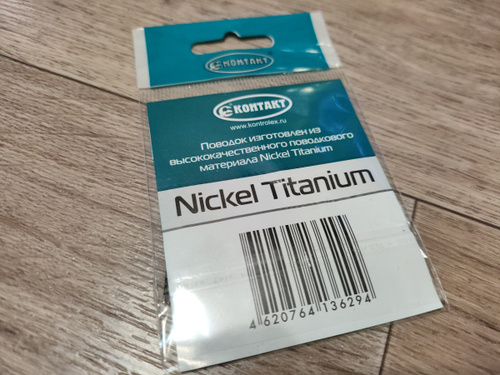 КОНТАКТ
КОНТАКТ
www.kontrolex.ru
Поводок изготовлен из
высококачественного поводкового
материала Nickel Titanium
Nickel Titanium
4 620764 136294